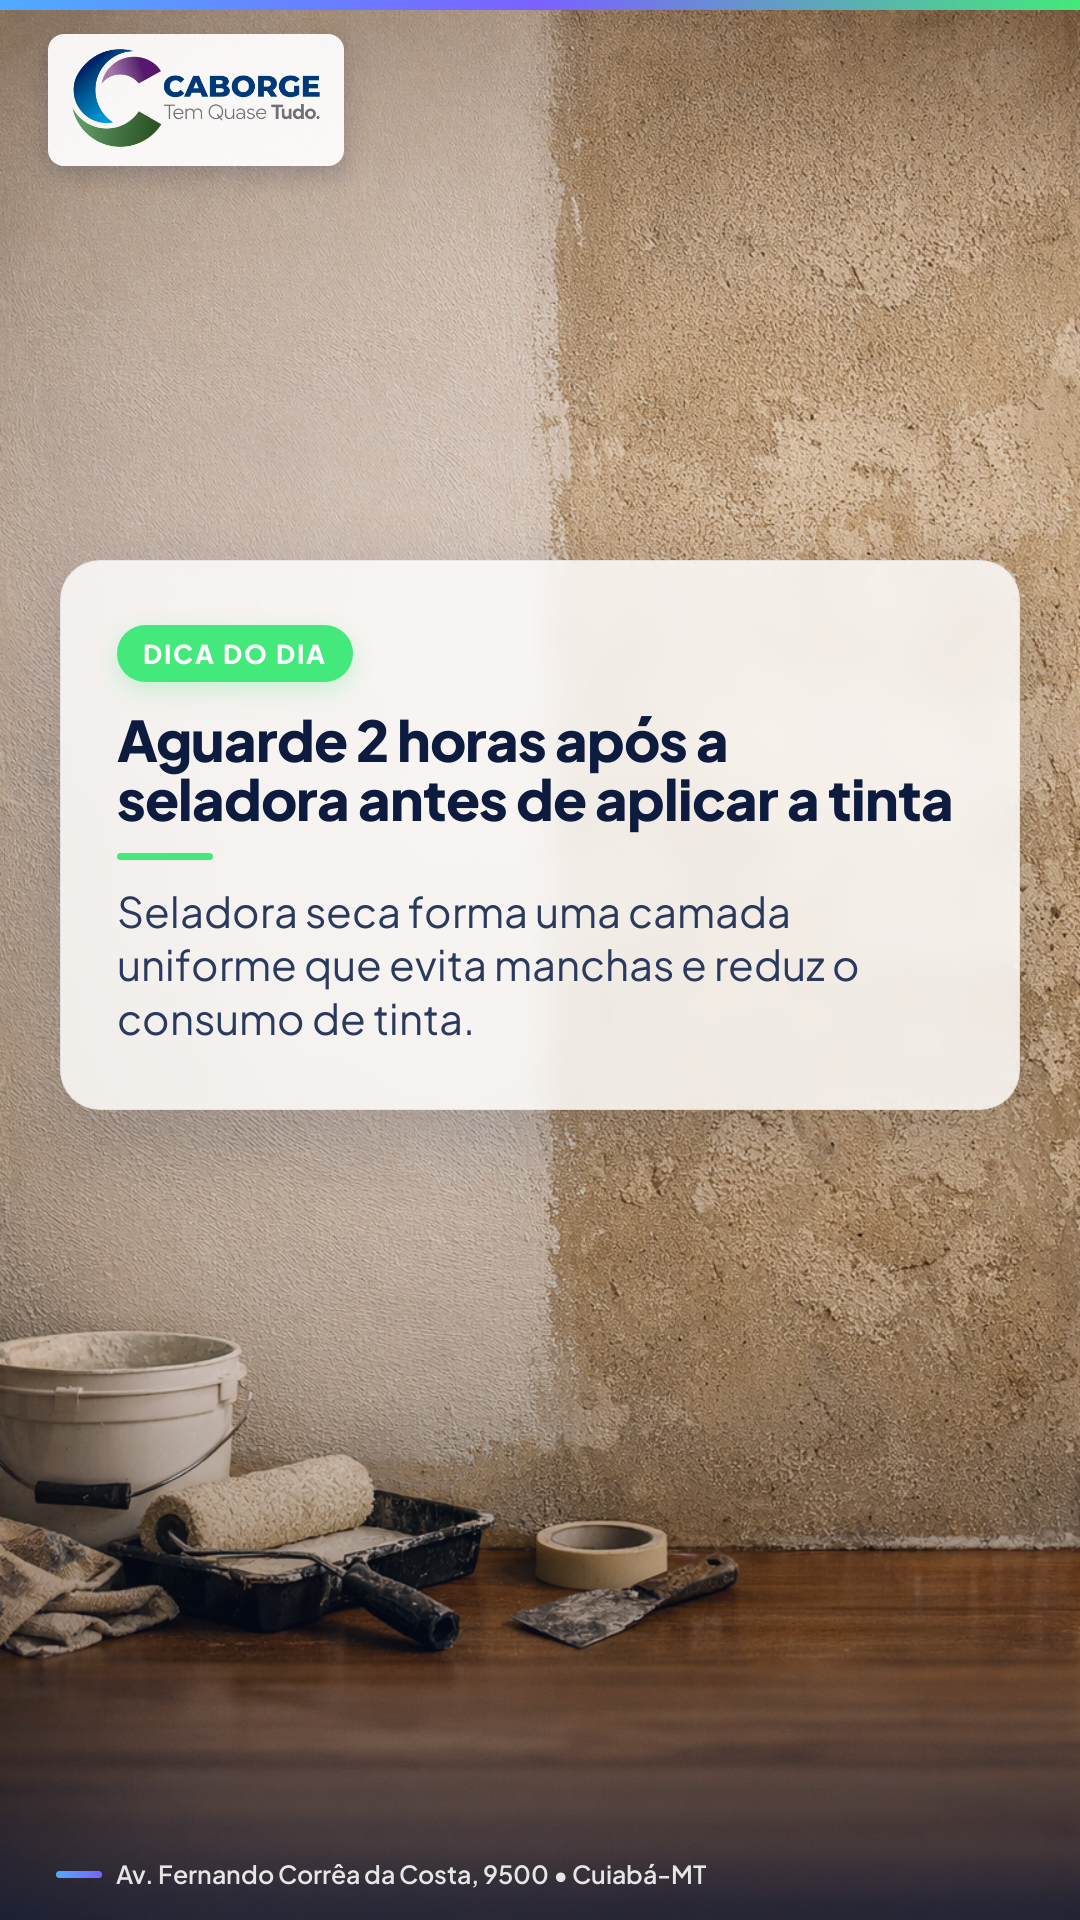 CABORGE
Tem Quase Tudo.
DICA DO DIA
Aguarde 2 horas após a
seladora antes de aplicar a tinta
Seladora seca forma uma camada
uniforme que evita manchas e reduz o
consumo de tinta.
Av. Fernando Corrêa da Costa, 9500 • Cuiabá-MT